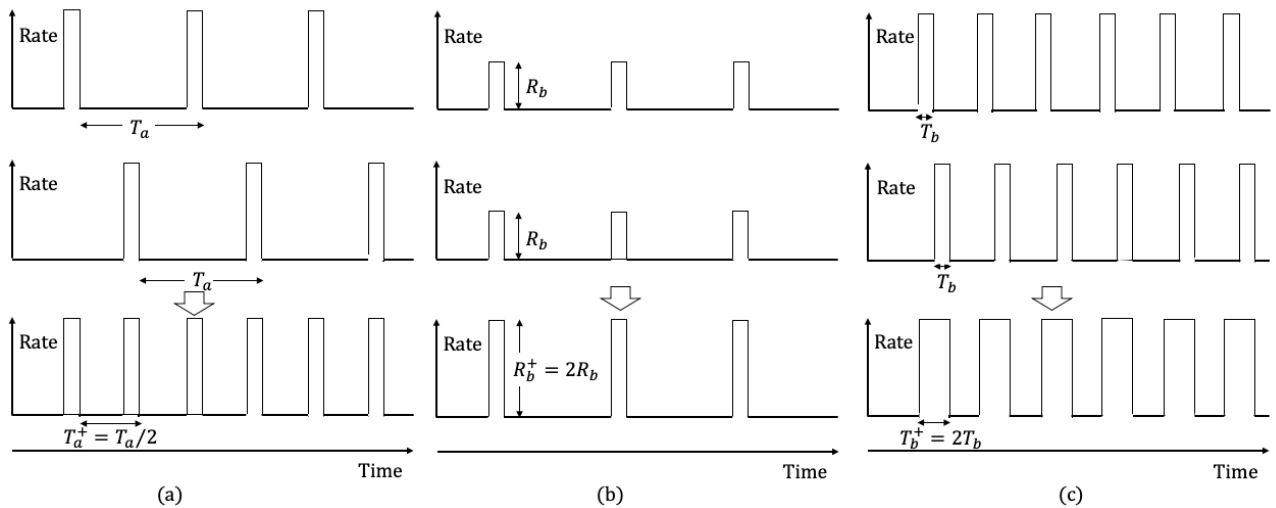 Rate
T_a
Rate
T_a
Rate
T_a^+ = T_a/2
Time
(a)
Rate
R_b
Rate
R_b
Rate
R_b^+ = 2R_b
Time
(b)
Rate
T_b
Rate
T_b
Rate
T_b^+ = 2T_b
Time
(c)